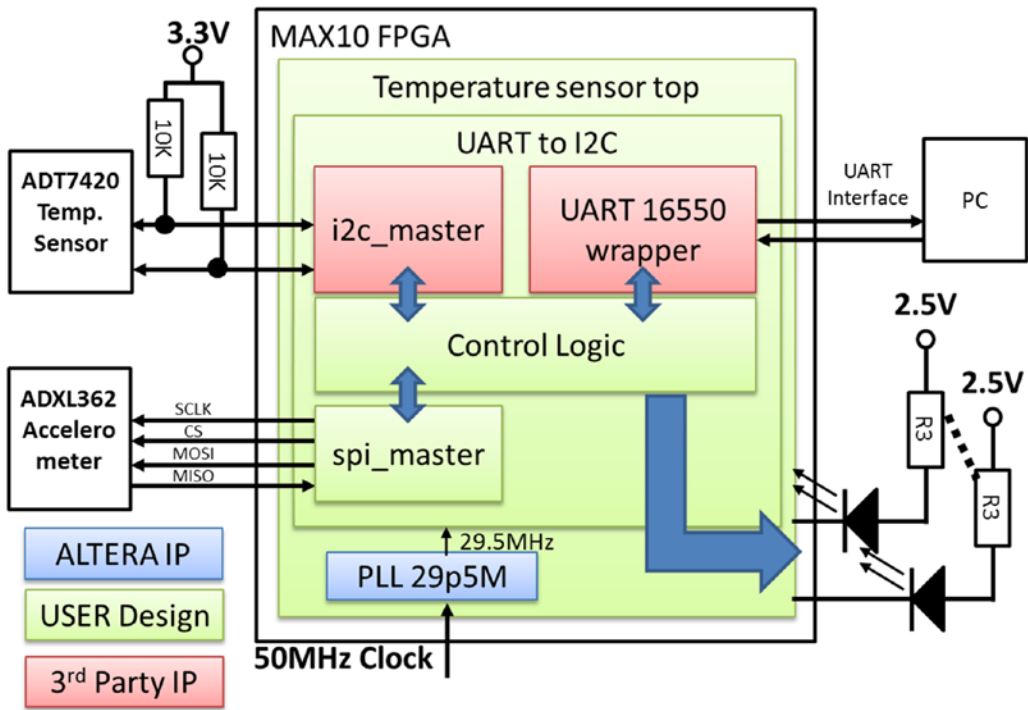 3.3V
10K
10K
MAX10 FPGA
Temperature sensor top
UART to I2C
ADT7420
Temp.
Sensor
i2c_master
UART 16550
wrapper
UART
Interface
PC
Control Logic
2.5V
2.5V
R3
R3
ADXL362
Accelero
meter
SCLK
CS
MOSI
MISO
spi_master
29.5MHz
PLL 29p5M
50MHz Clock
ALTERA IP
USER Design
3rd Party IP